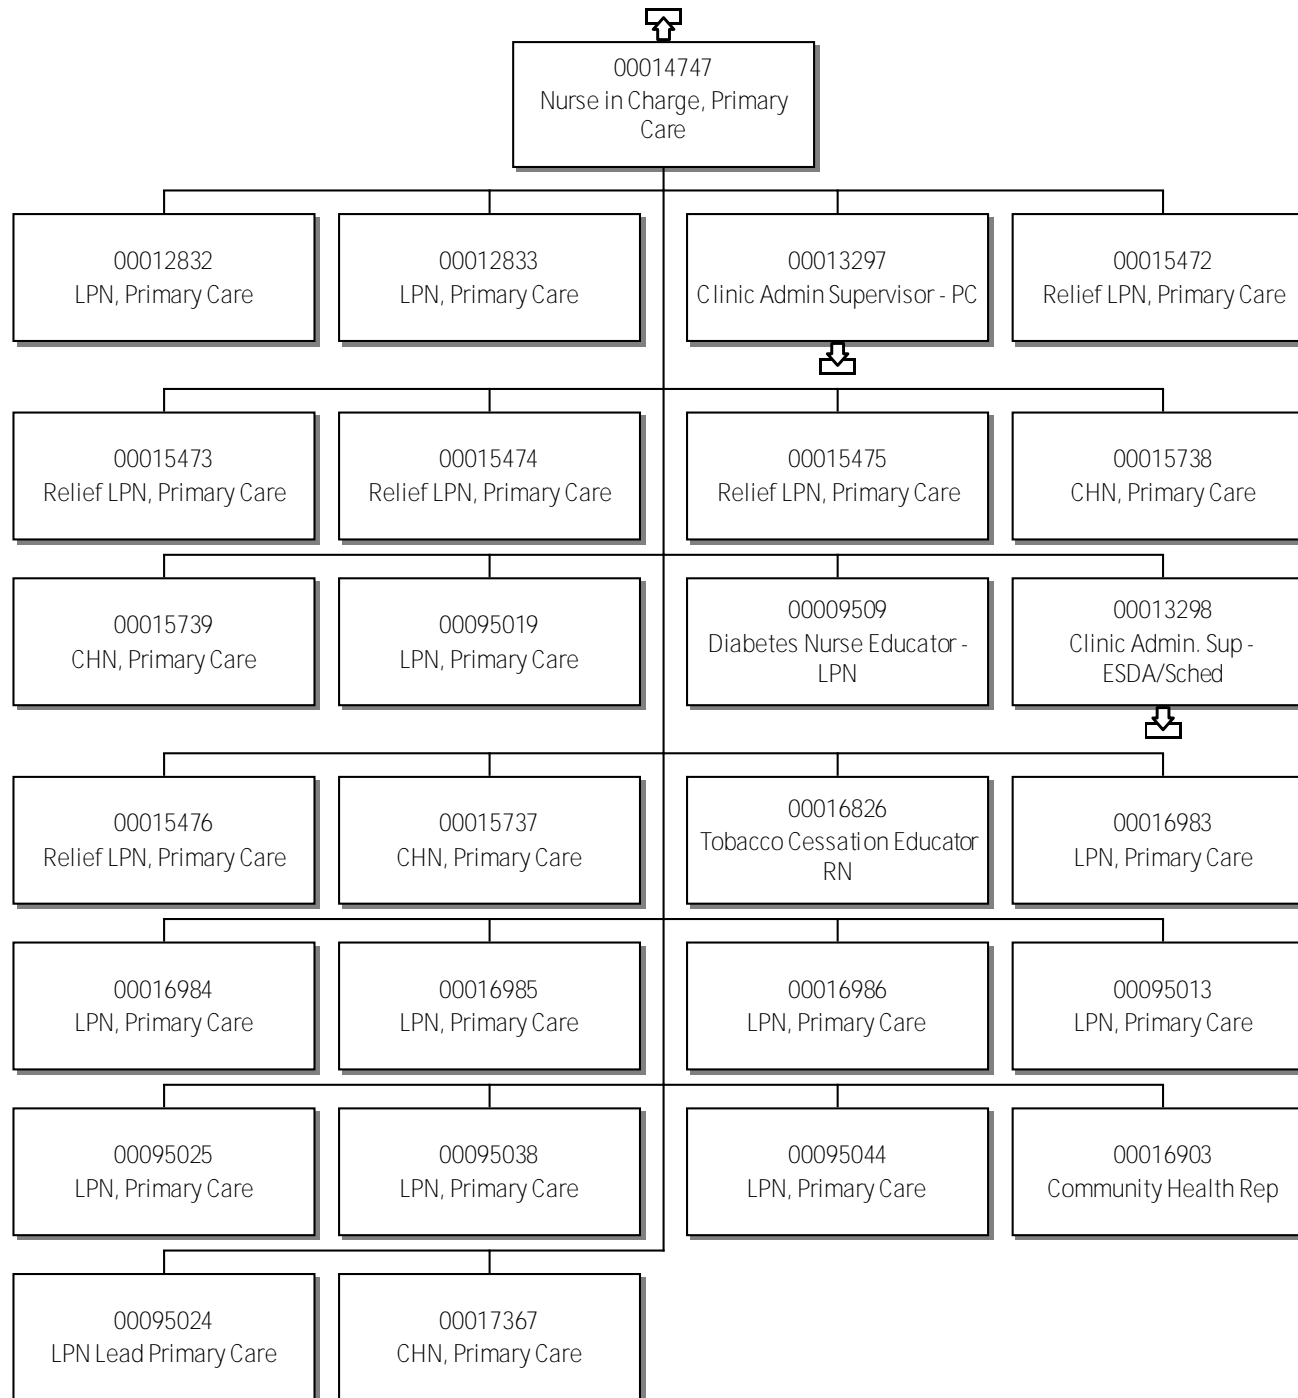 00014747
Nurse in Charge, Primary
Care
00012832
LPN, Primary Care
00012833
LPN, Primary Care
00013297
Clinic Admin Supervisor - PC
00015472
Relief LPN, Primary Care
00015473
Relief LPN, Primary Care
00015474
Relief LPN, Primary Care
00015475
Relief LPN, Primary Care
00015738
CHN, Primary Care
00015739
CHN, Primary Care
00095019
LPN, Primary Care
00009509
Diabetes Nurse Educator -
LPN
00013298
Clinic Admin. Sup -
ESDA/Sched
00015476
Relief LPN, Primary Care
00015737
CHN, Primary Care
00016826
Tobacco Cessation Educator
RN
00016983
LPN, Primary Care
00016984
LPN, Primary Care
00016985
LPN, Primary Care
00016986
LPN, Primary Care
00095013
LPN, Primary Care
00095025
LPN, Primary Care
00095038
LPN, Primary Care
00095044
LPN, Primary Care
00016903
Community Health Rep
00095024
LPN Lead Primary Care
00017367
CHN, Primary Care